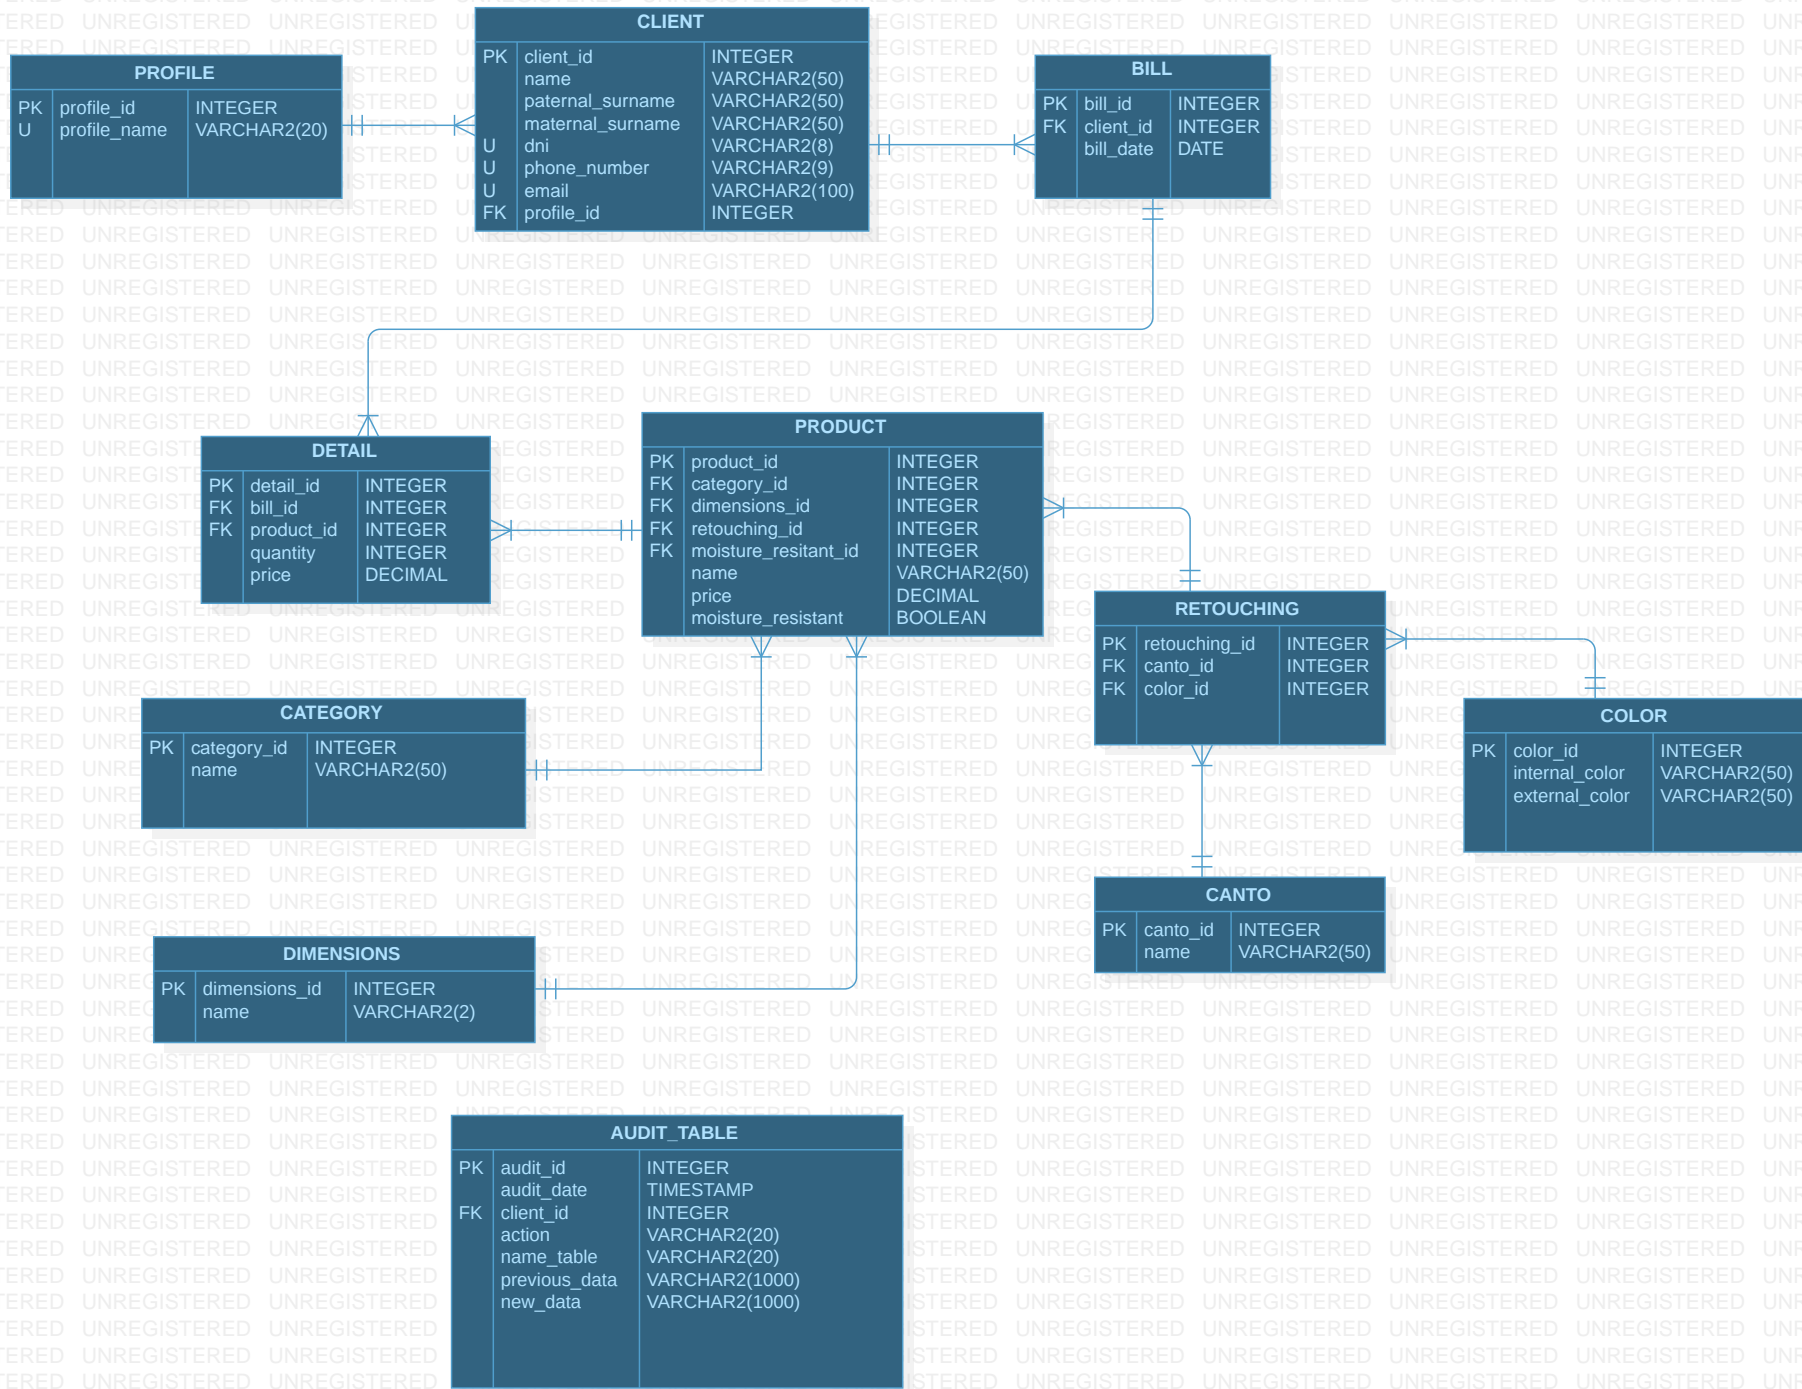 PROFILE
PK profile_id INTEGER
U profile_name VARCHAR2(20)
CLIENT
PK client_id INTEGER
name VARCHAR2(50)
paternal_surname VARCHAR2(50)
maternal_surname VARCHAR2(50)
U dni VARCHAR2(8)
U phone_number VARCHAR2(9)
U email VARCHAR2(100)
FK profile_id INTEGER
BILL
PK bill_id INTEGER
FK client_id INTEGER
bill_date DATE
DETAIL
PK detail_id INTEGER
FK bill_id INTEGER
FK product_id INTEGER
quantity INTEGER
price DECIMAL
PRODUCT
PK product_id INTEGER
FK category_id INTEGER
FK dimensions_id INTEGER
FK retouching_id INTEGER
FK moisture_resitant_id INTEGER
name VARCHAR2(50)
price DECIMAL
moisture_resistant BOOLEAN
RETOUCHING
PK retouching_id INTEGER
FK canto_id INTEGER
FK color_id INTEGER
COLOR
PK color_id INTEGER
internal_color VARCHAR2(50)
external_color VARCHAR2(50)
CATEGORY
PK category_id INTEGER
name VARCHAR2(50)
CANTO
PK canto_id INTEGER
name VARCHAR2(50)
DIMENSIONS
PK dimensions_id INTEGER
name VARCHAR2(2)
AUDIT_TABLE
PK audit_id INTEGER
audit_date TIMESTAMP
FK client_id INTEGER
action VARCHAR2(20)
name_table VARCHAR2(20)
previous_data VARCHAR2(1000)
new_data VARCHAR2(1000)
UNREGISTERED